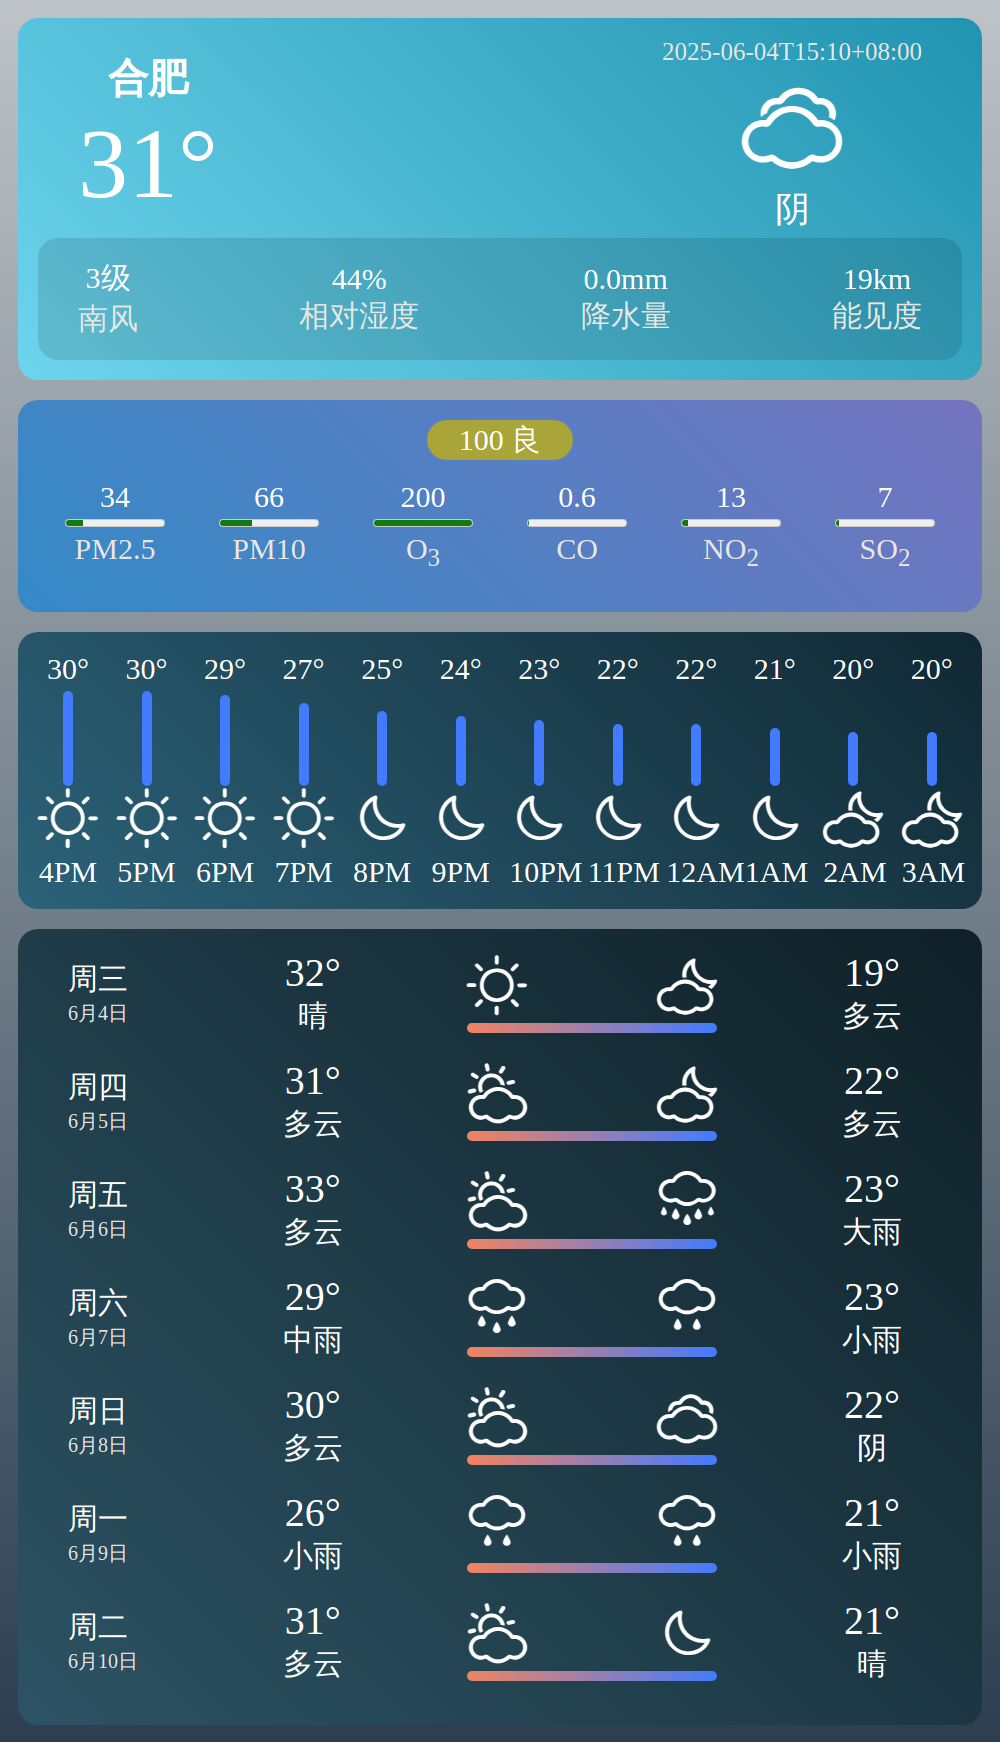 合肥
2025-06-04T15:10+08:00
31°
阴
3级 44% 0.0mm 19km
南风 相对湿度 降水量 能见度
100 良
34 66 200 0.6 13 7
PM2.5 PM10 O3 CO NO2 SO2
30° 30° 29° 27° 25° 24° 23° 22° 22° 21° 20° 20°
4PM 5PM 6PM 7PM 8PM 9PM 10PM 11PM 12AM 1AM 2AM 3AM
周三 32° 19°
6月4日 晴 多云
周四 31° 22°
6月5日 多云 多云
周五 33° 23°
6月6日 多云 大雨
周六 29° 23°
6月7日 中雨 小雨
周日 30° 22°
6月8日 多云 阴
周一 26° 21°
6月9日 小雨 小雨
周二 31° 21°
6月10日 多云 晴